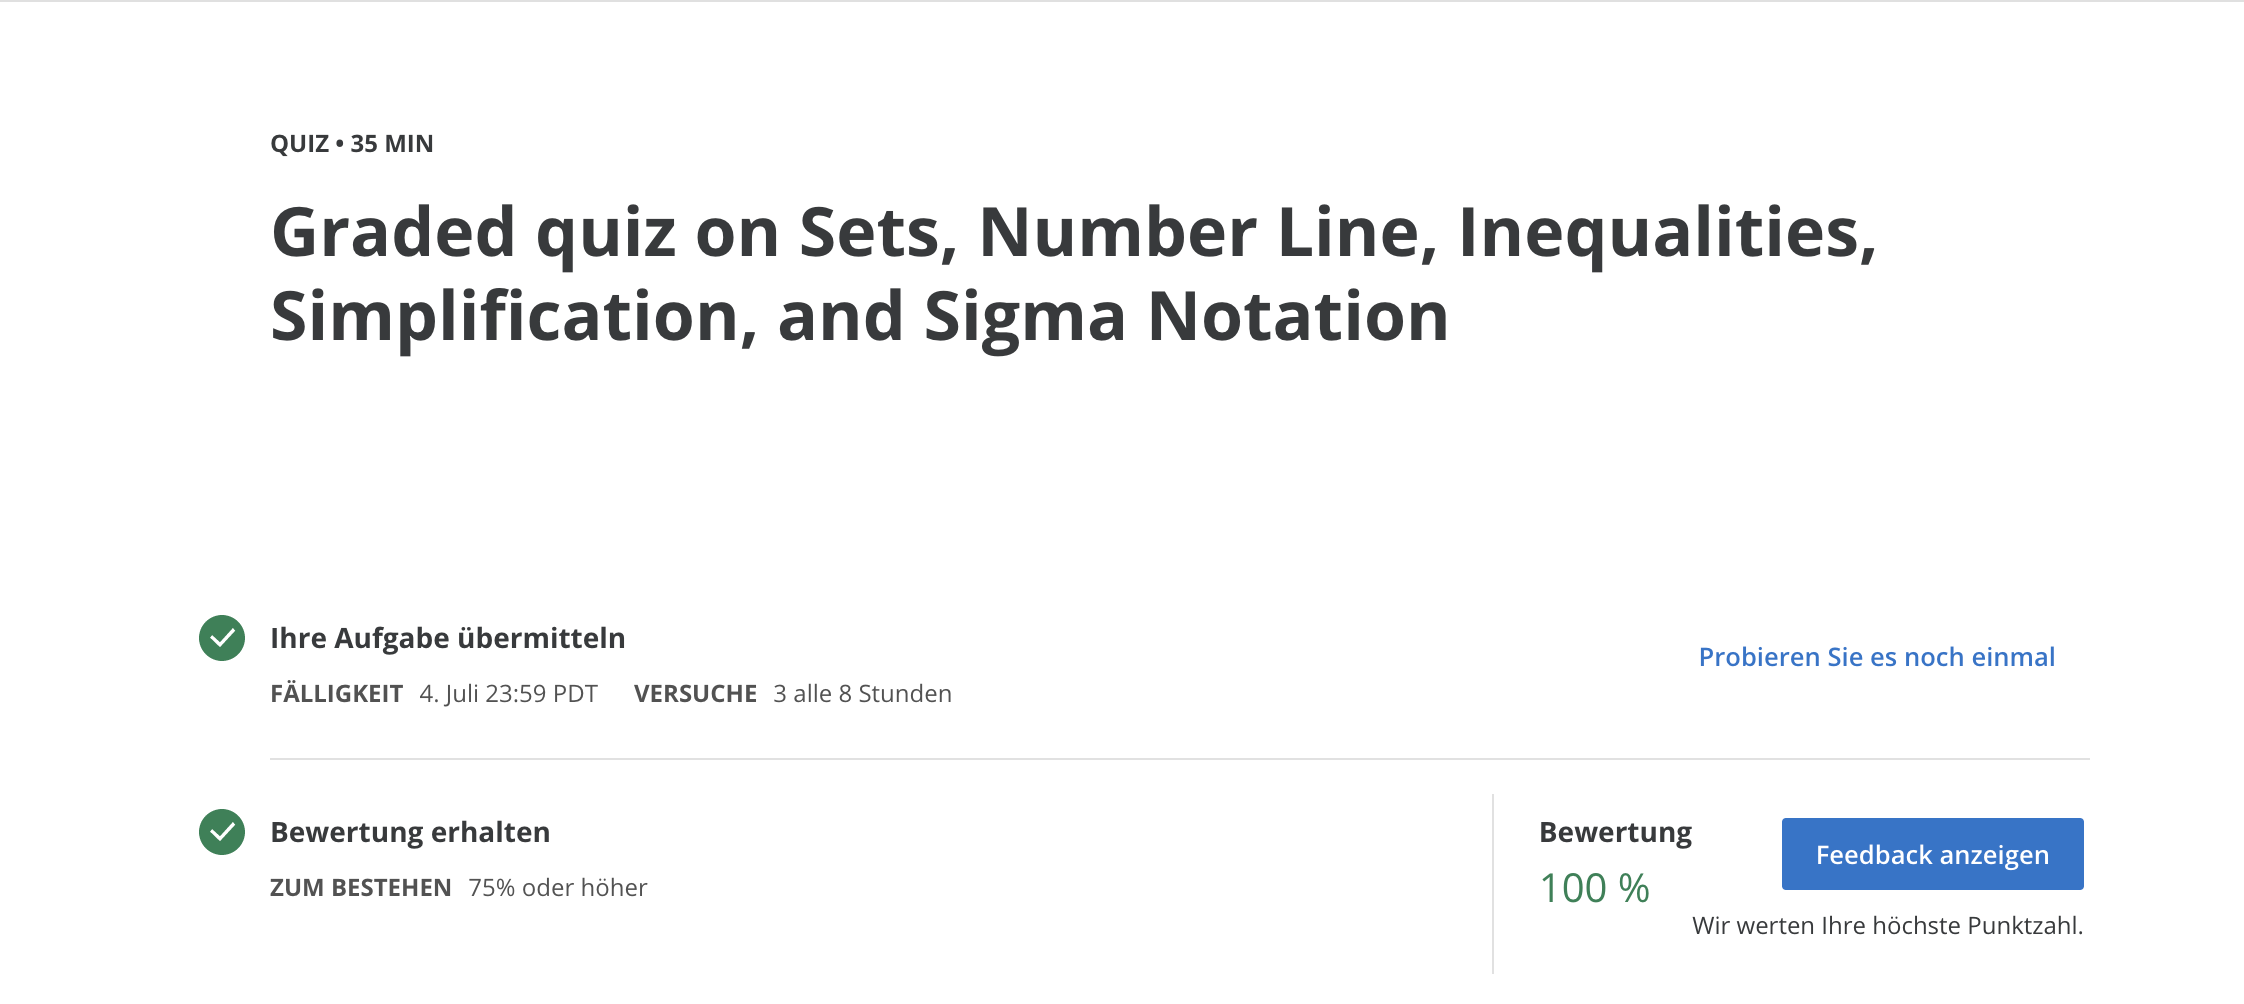 QUIZ • 35 MIN
Graded quiz on Sets, Number Line, Inequalities,
Simplification, and Sigma Notation
Ihre Aufgabe übermitteln
FÄLLIGKEIT 4. Juli 23:59 PDT VERSUCHE 3 alle 8 Stunden
Probieren Sie es noch einmal
Bewertung erhalten
ZUM BESTEHEN 75% oder höher
Bewertung
100 %
Feedback anzeigen
Wir werten Ihre höchste Punktzahl.